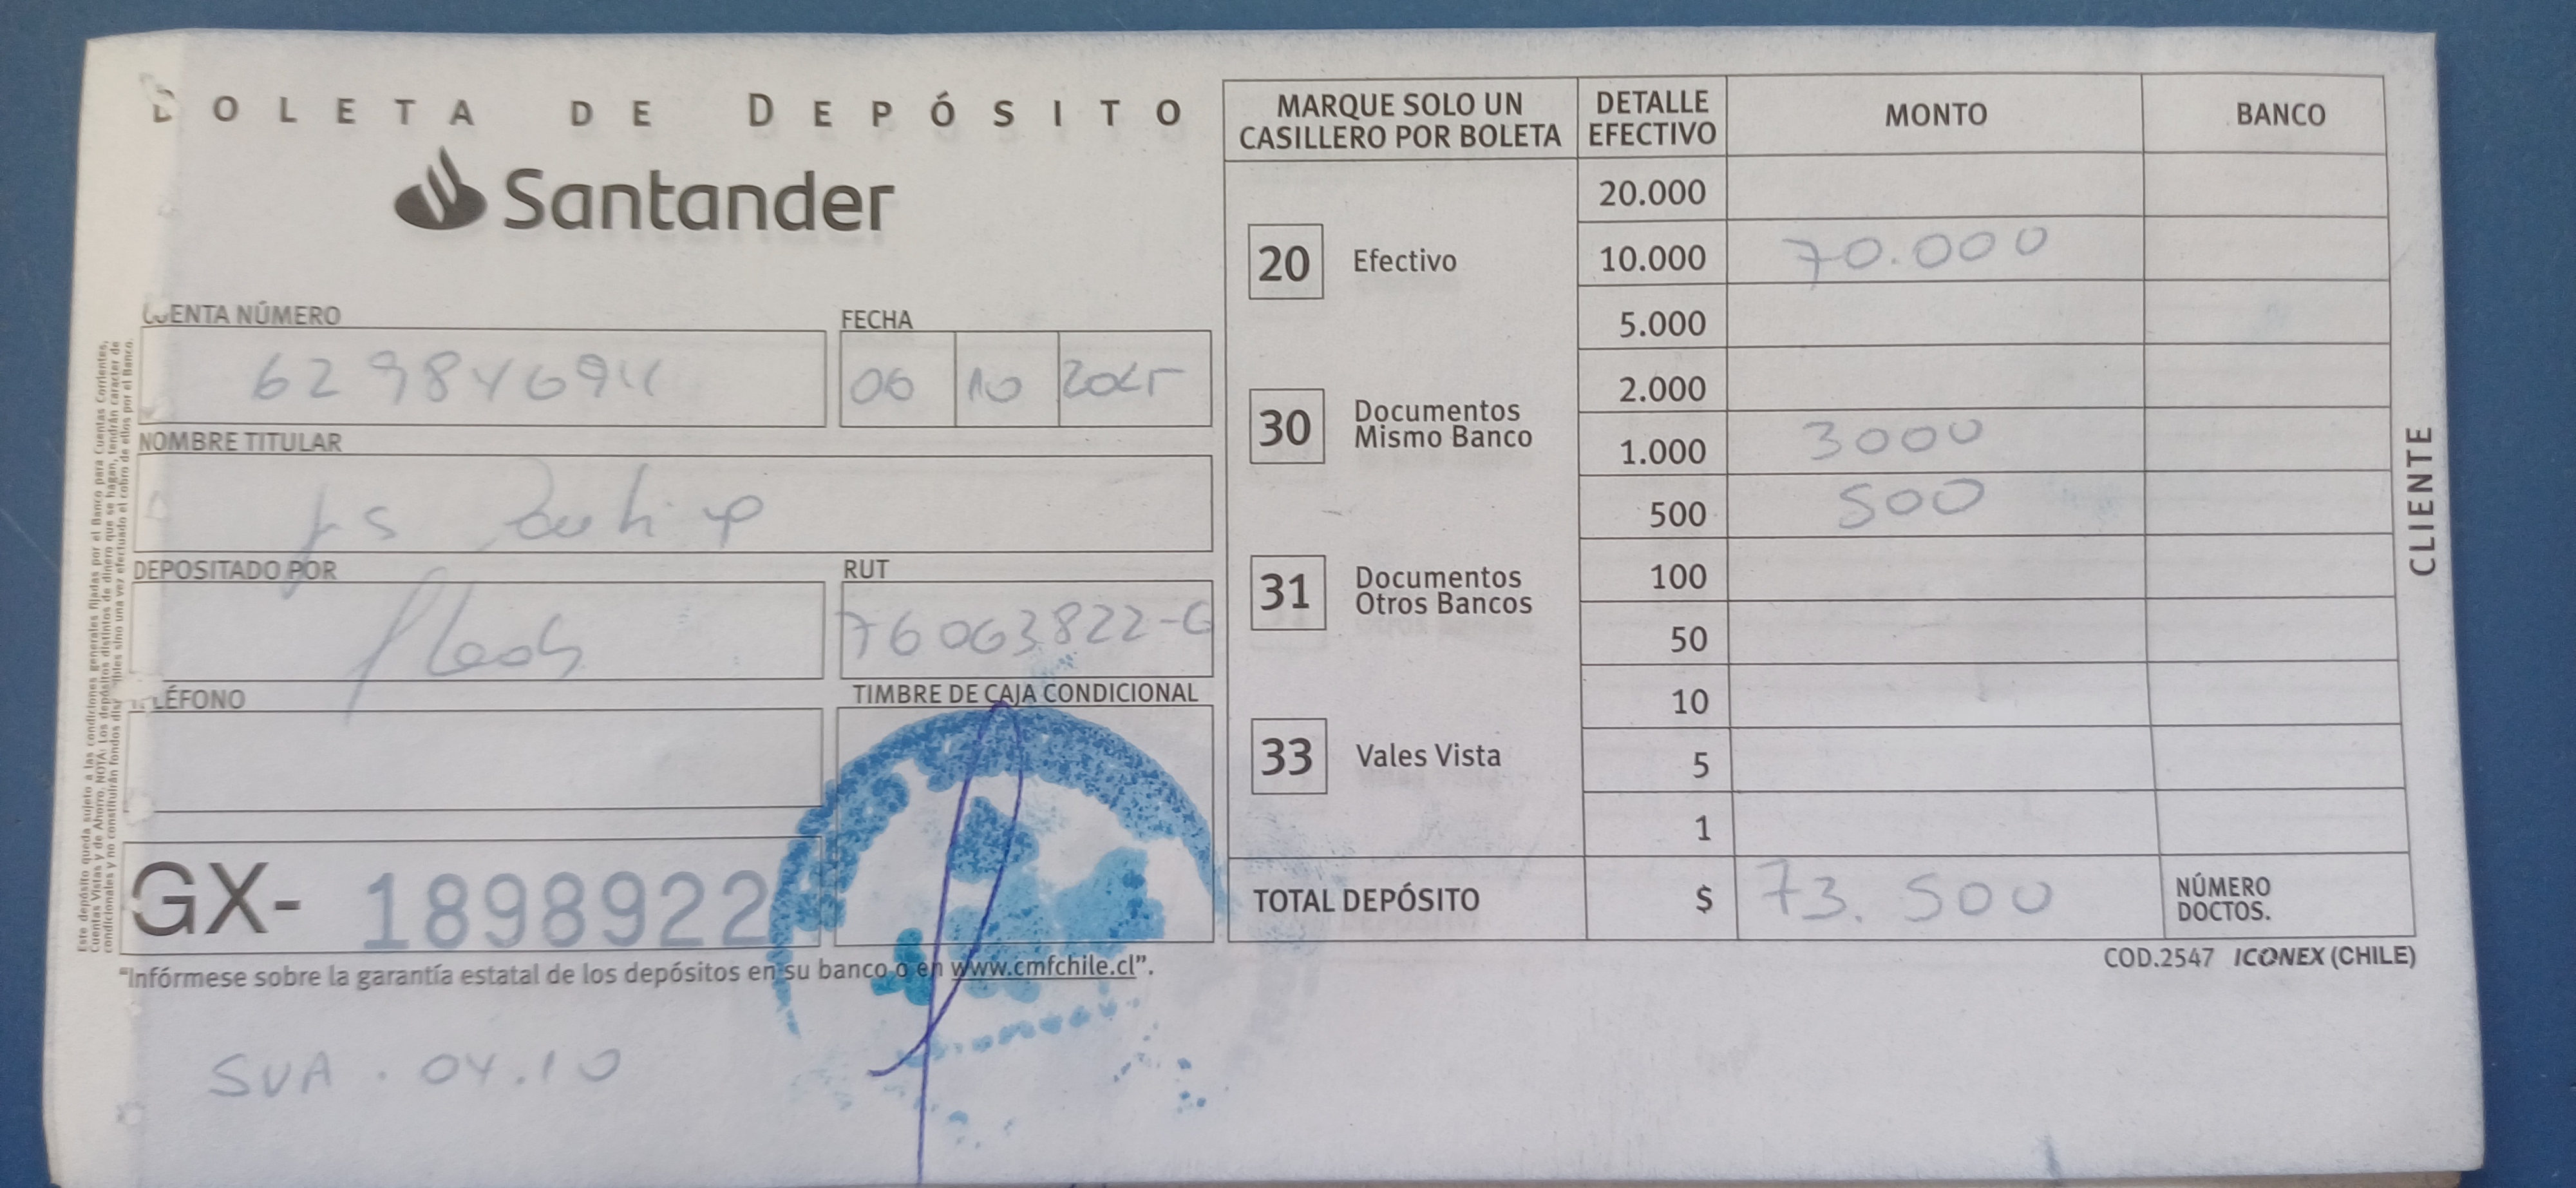 BOLETA DE DEPÓSITO
Santander
CUENTA NÚMERO
FECHA
06 10 2025
NOMBRE TITULAR
DEPOSITADO POR
RUT
76063822-6
TELÉFONO
TIMBRE DE CAJA CONDICIONAL
GX- 1898922
"Infórmese sobre la garantía estatal de los depósitos en su banco o en www.cmfchile.cl".
SVA . 04.10
MARQUE SOLO UN
CASILLERO POR BOLETA
20 Efectivo
30 Documentos
Mismo Banco
31 Documentos
Otros Bancos
33 Vales Vista
DETALLE
EFECTIVO
MONTO
BANCO
20.000
10.000 70.000
5.000
2.000
1.000 3000
500 500
100
50
10
5
1
TOTAL DEPÓSITO $ 73.500
NÚMERO
DOCTOS.
COD.2547 ICONEX (CHILE)
CLIENTE